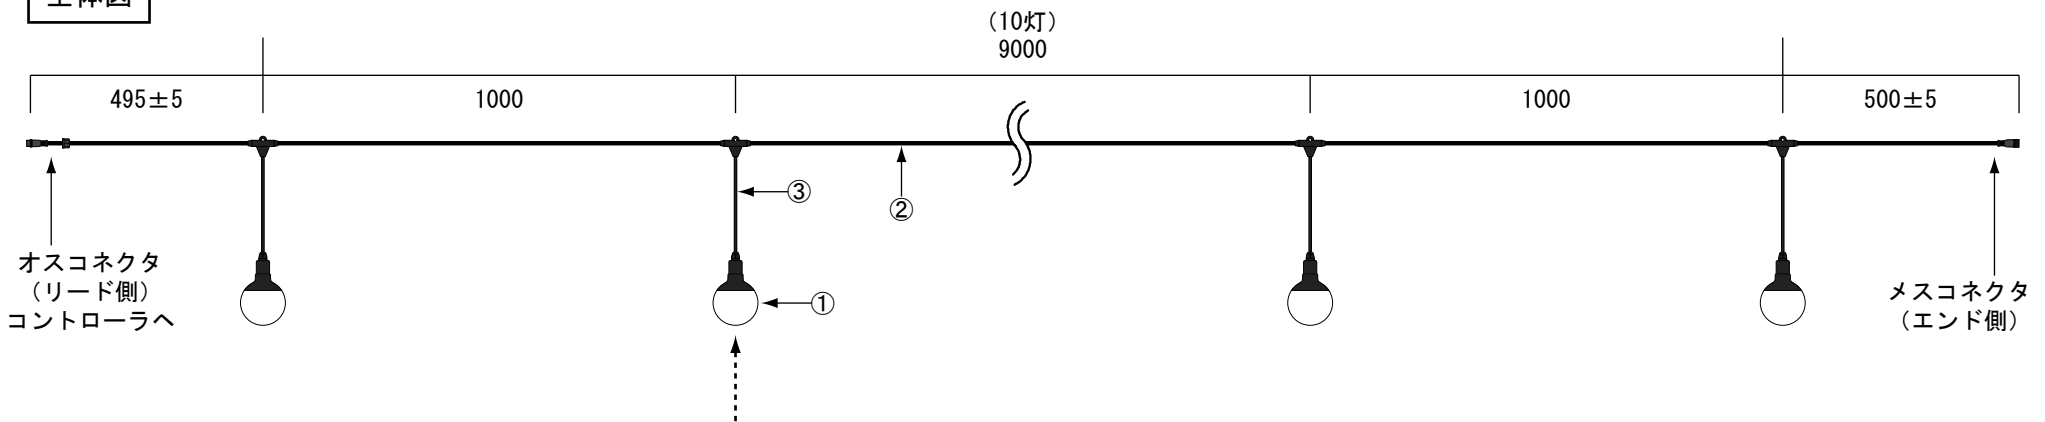 全体図
（10灯）
9000
495±5
1000
1000
500±5
③
②
オスコネクタ
（リード側）
コントローラへ
①
メスコネクタ
（エンド側）